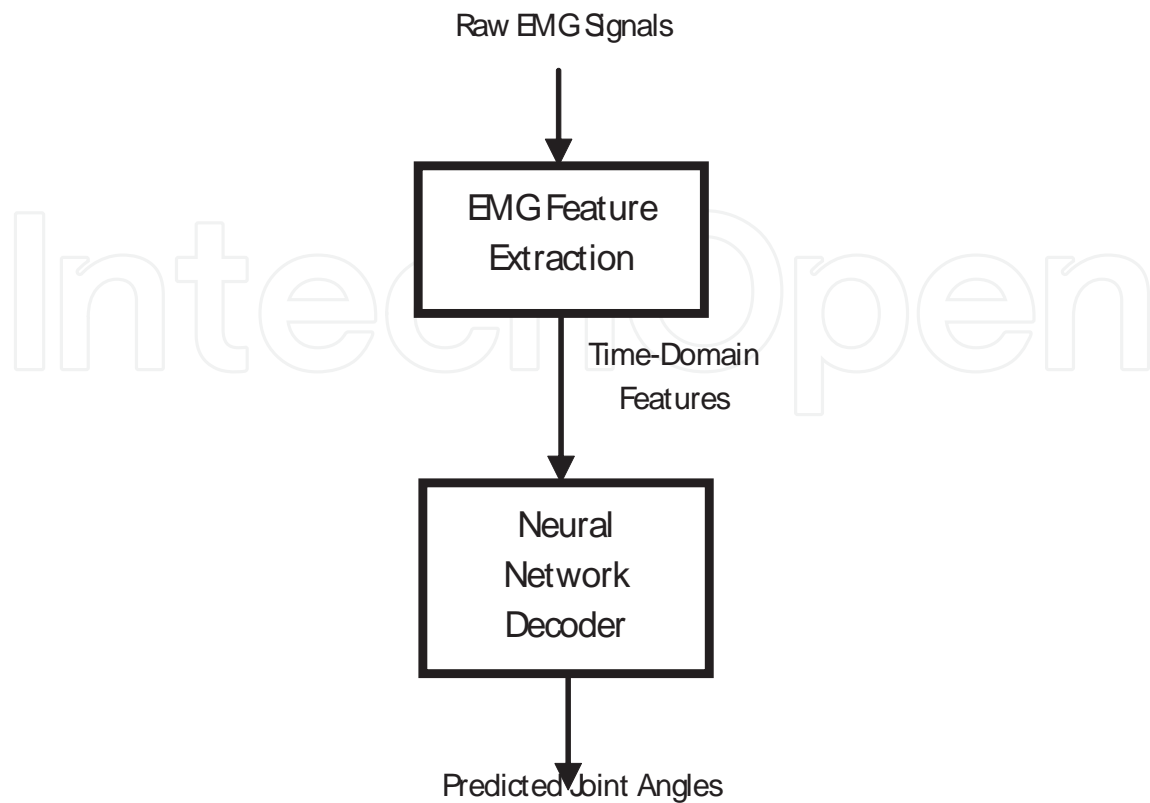 Raw EMG Signals
EMG Feature
Extraction
IntechOpen
Time-Domain
Features
Neural
Network
Decoder
Predicted Joint Angles